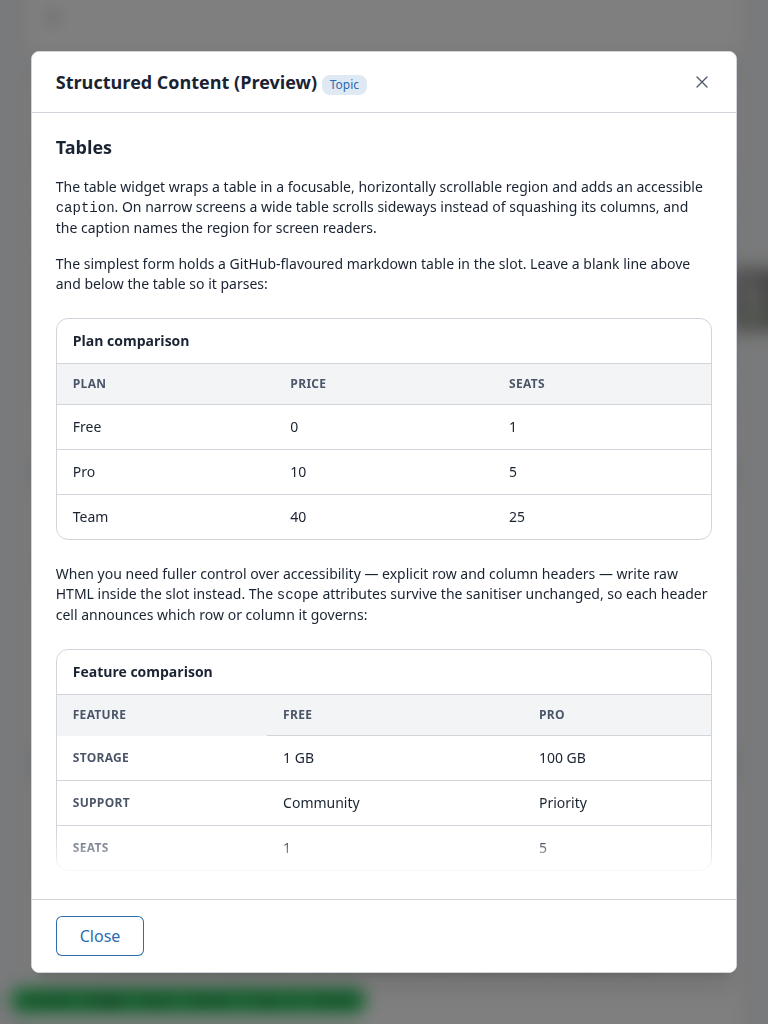 Structured Content (Preview) Topic
Tables
The table widget wraps a table in a focusable, horizontally scrollable region and adds an accessible
caption. On narrow screens a wide table scrolls sideways instead of squashing its columns, and
the caption names the region for screen readers.
The simplest form holds a GitHub-flavoured markdown table in the slot. Leave a blank line above
and below the table so it parses:
Plan comparison
PLAN PRICE SEATS
Free 0 1
Pro 10 5
Team 40 25
When you need fuller control over accessibility — explicit row and column headers — write raw
HTML inside the slot instead. The scope attributes survive the sanitiser unchanged, so each header
cell announces which row or column it governs:
Feature comparison
FEATURE FREE PRO
STORAGE 1 GB 100 GB
SUPPORT Community Priority
SEATS 1 5
Close